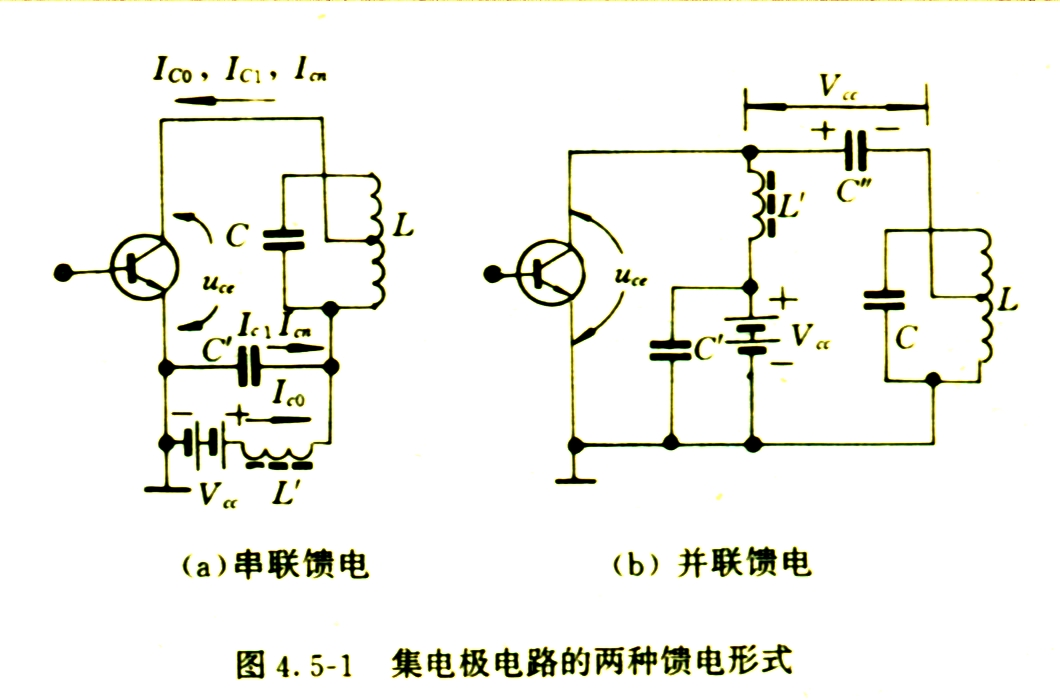 I_C0, I_C1, I_cn
C
L
u_ce
C′
I_c1
I_cn
I_c0
−
+
V_cc
L′
(a)串联馈电
V_cc
+
−
C″
L′
u_ce
+
C′
V_cc
−
C
L
(b) 并联馈电
图 4.5-1 集电极电路的两种馈电形式